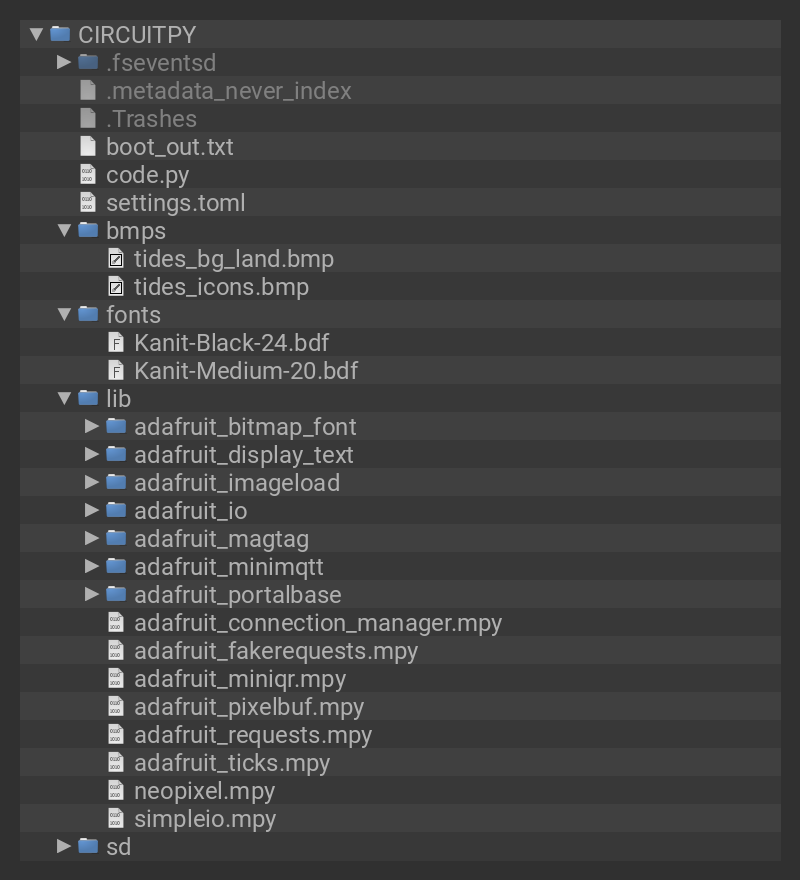 CIRCUITPY
.fseventsd
.metadata_never_index
.Trashes
boot_out.txt
code.py
settings.toml
bmps
tides_bg_land.bmp
tides_icons.bmp
fonts
Kanit-Black-24.bdf
Kanit-Medium-20.bdf
lib
adafruit_bitmap_font
adafruit_display_text
adafruit_imageload
adafruit_io
adafruit_magtag
adafruit_minimqtt
adafruit_portalbase
adafruit_connection_manager.mpy
adafruit_fakerequests.mpy
adafruit_miniqr.mpy
adafruit_pixelbuf.mpy
adafruit_requests.mpy
adafruit_ticks.mpy
neopixel.mpy
simpleio.mpy
sd